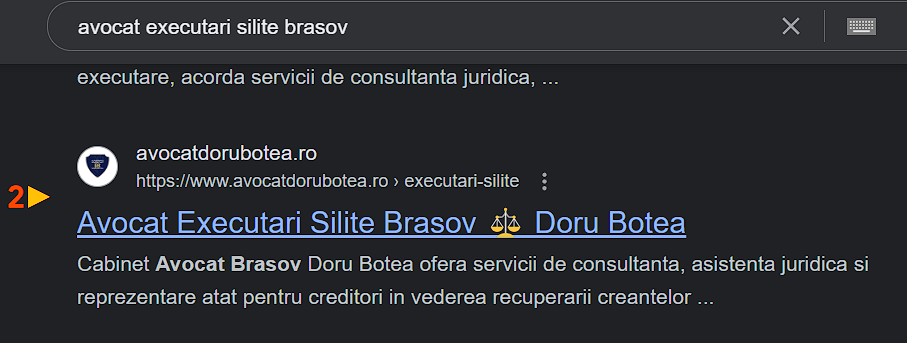 avocat executari silite brasov
executare, acorda servicii de consultanta juridica, ...
avocatdorubotea.ro
https://www.avocatdorubotea.ro › executari-silite
2
Avocat Executari Silite Brasov ⚖️ Doru Botea
Cabinet Avocat Brasov Doru Botea ofera servicii de consultanta, asistenta juridica si
reprezentare atat pentru creditori in vederea recuperarii creantelor ...